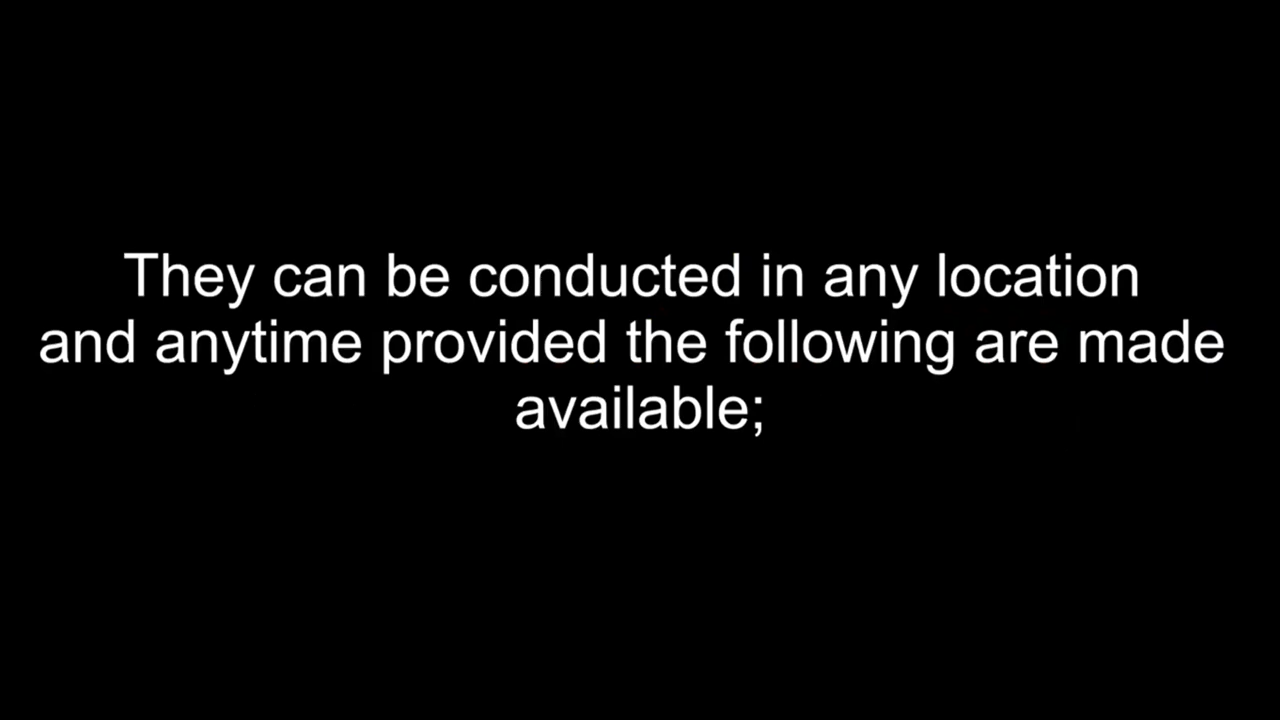 They can be conducted in any location
and anytime provided the following are made
available;